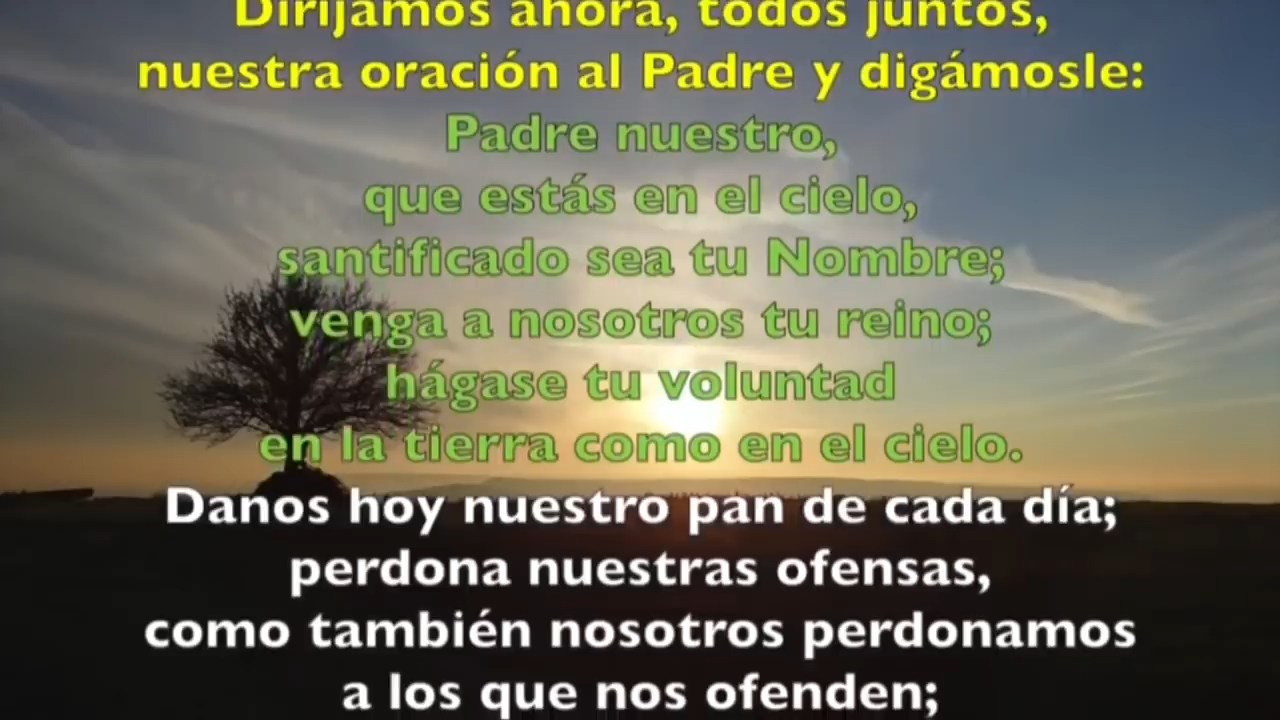 Dirijamos ahora, todos juntos,
nuestra oración al Padre y digámosle:
Padre nuestro,
que estás en el cielo,
santificado sea tu Nombre;
venga a nosotros tu reino;
hágase tu voluntad
en la tierra como en el cielo.
Danos hoy nuestro pan de cada día;
perdona nuestras ofensas,
como también nosotros perdonamos
a los que nos ofenden;